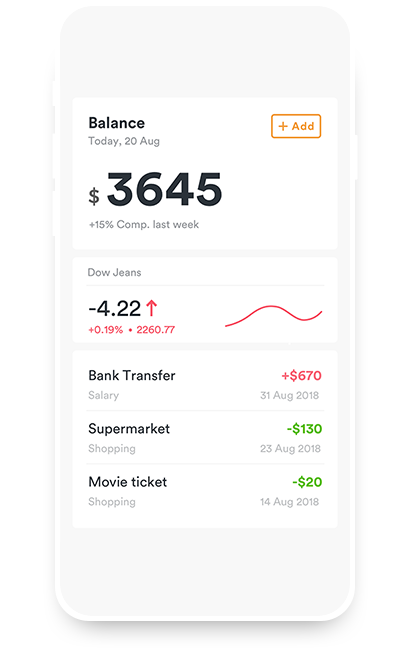 Balance
+ Add
Today, 20 Aug
$ 3645
+15% Comp. last week
Dow Jeans
-4.22↑
+0.19% • 2260.77
Bank Transfer +$670
Salary 31 Aug 2018
Supermarket -$130
Shopping 23 Aug 2018
Movie ticket -$20
Shopping 14 Aug 2018